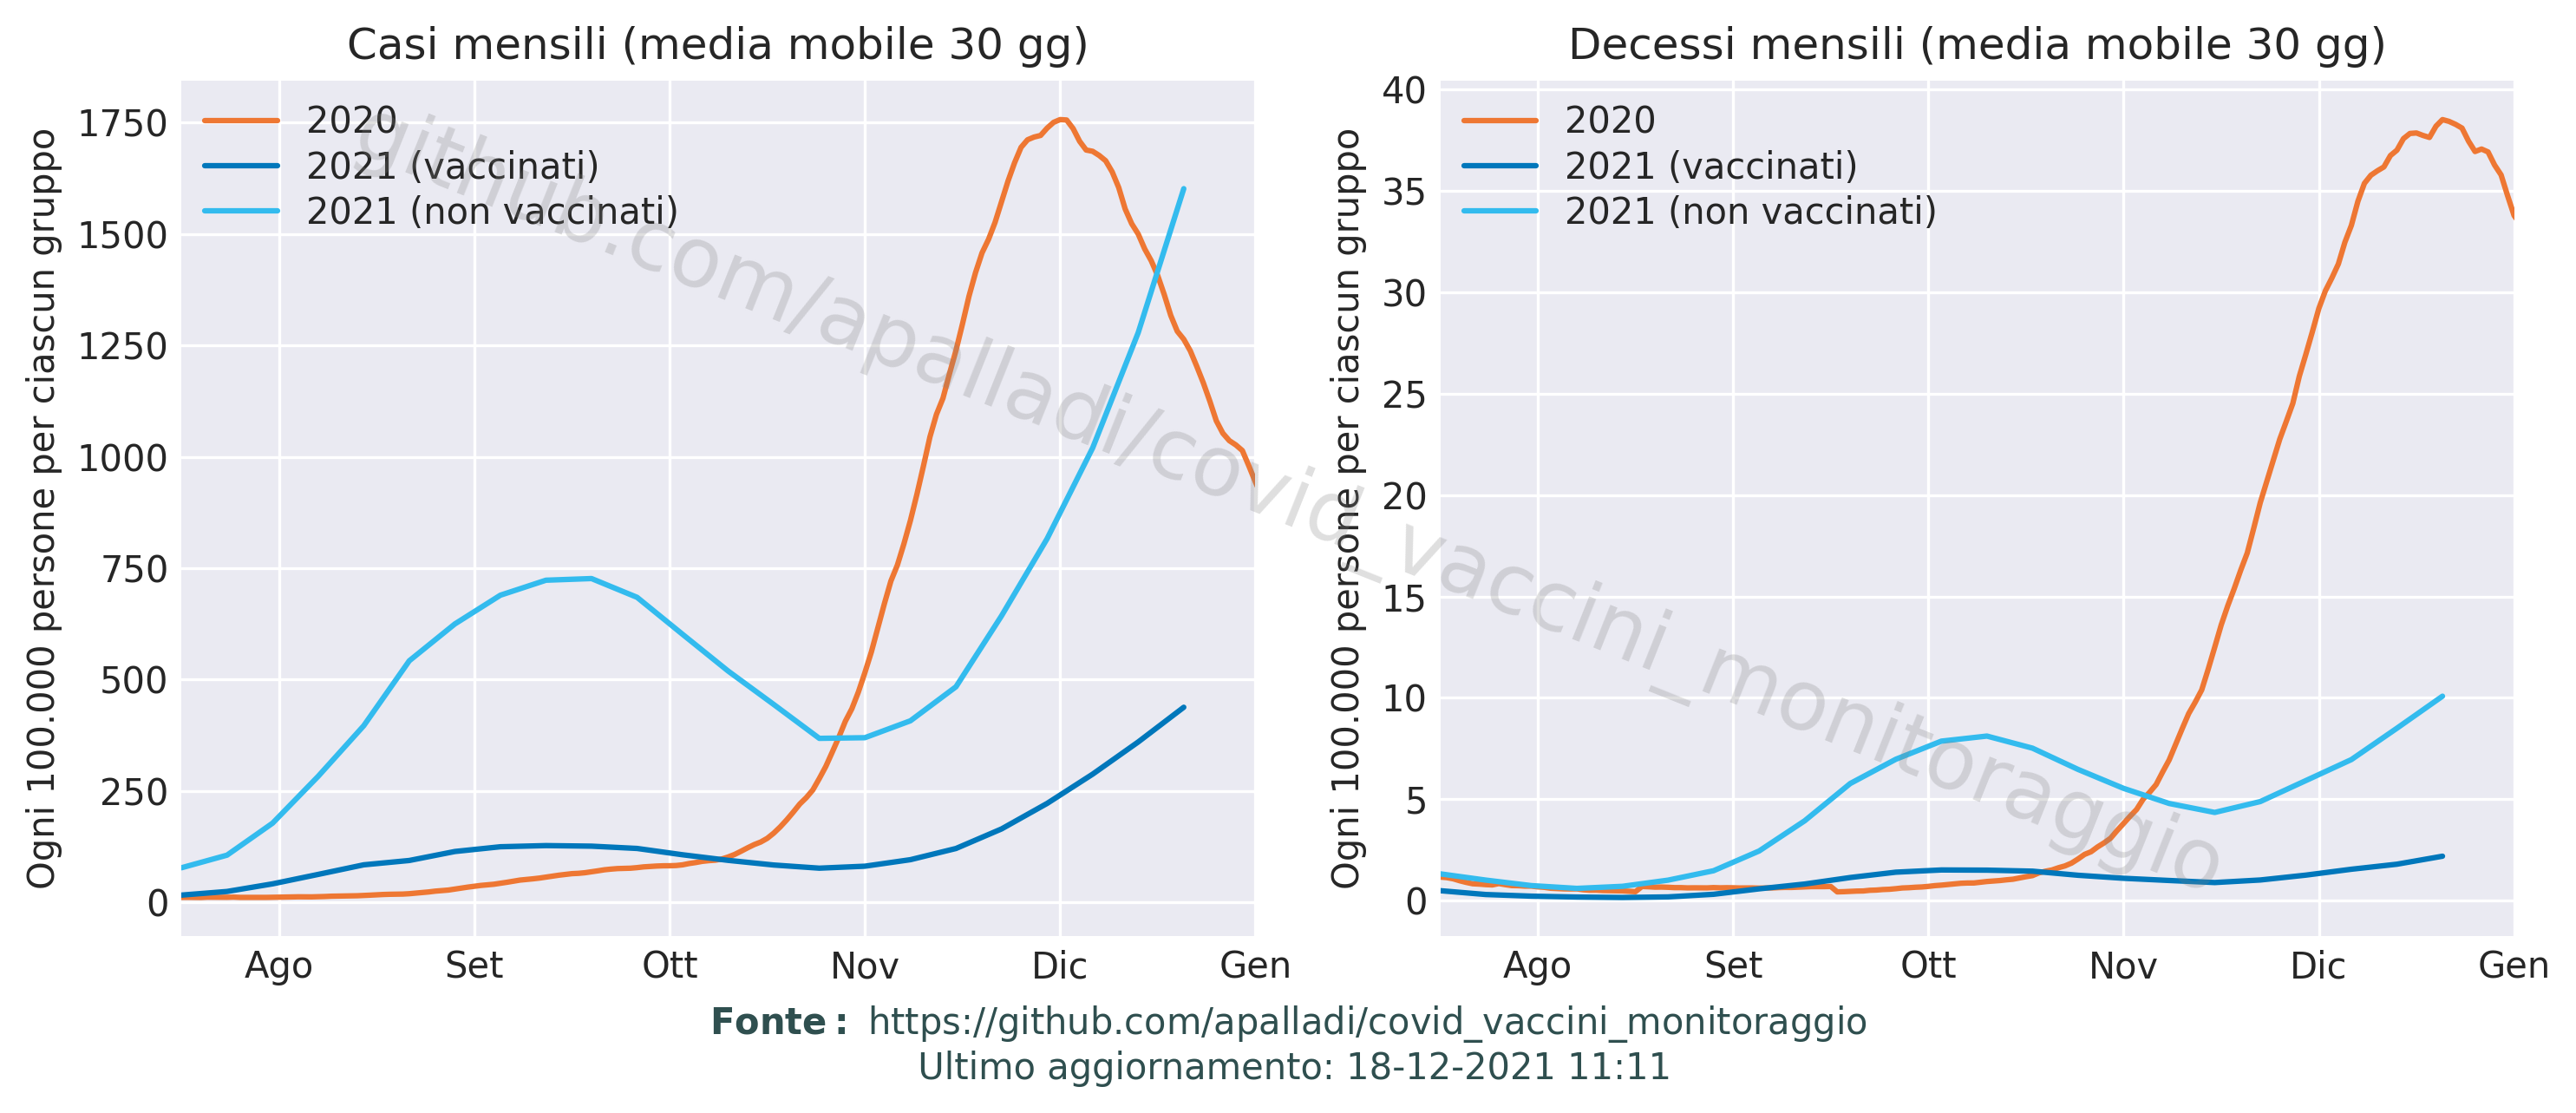 Casi mensili (media mobile 30 gg)
Ogni 100.000 persone per ciascun gruppo
1750
1500
1250
1000
750
500
250
0
2020
2021 (vaccinati)
2021 (non vaccinati)
Ago Set Ott Nov Dic Gen
Decessi mensili (media mobile 30 gg)
Ogni 100.000 persone per ciascun gruppo
40
35
30
25
20
15
10
5
0
2020
2021 (vaccinati)
2021 (non vaccinati)
Ago Set Ott Nov Dic Gen
github.com/apalladi/covid_vaccini_monitoraggio
Fonte: https://github.com/apalladi/covid_vaccini_monitoraggio
Ultimo aggiornamento: 18-12-2021 11:11